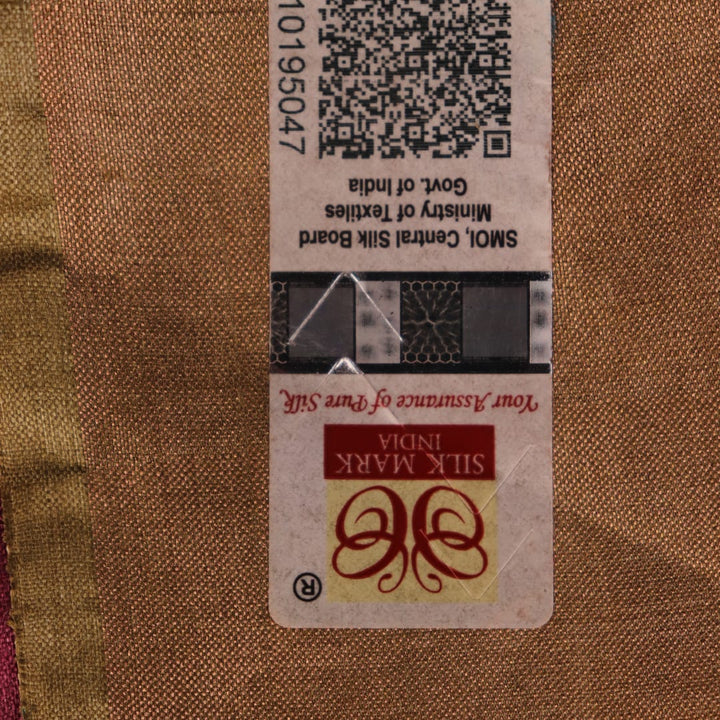 ®
SILK MARK
INDIA
Your Assurance of Pure Silk
SMOI, Central Silk Board
Ministry of Textiles
Govt. of India
10195047